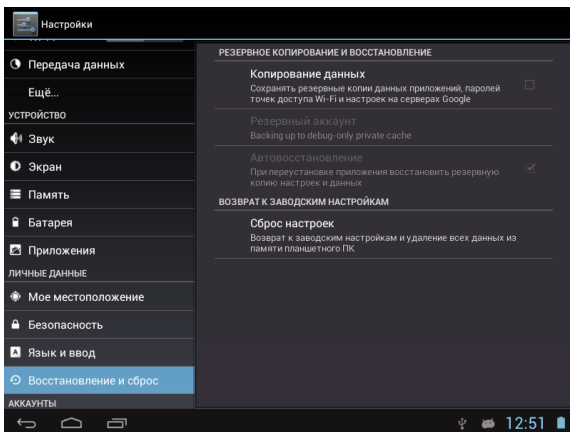 Настройки
Передача данных
Ещё...
УСТРОЙСТВО
Звук
Экран
Память
Батарея
Приложения
ЛИЧНЫЕ ДАННЫЕ
Мое местоположение
Безопасность
Язык и ввод
Восстановление и сброс
АККАУНТЫ
РЕЗЕРВНОЕ КОПИРОВАНИЕ И ВОССТАНОВЛЕНИЕ
Копирование данных
Сохранять резервные копии данных приложений, паролей
точек доступа Wi-Fi и настроек на серверах Google
Резервный аккаунт
Backing up to debug-only private cache
Автовосстановление
При переустановке приложения восстановить резервную
копию настроек и данных
ВОЗВРАТ К ЗАВОДСКИМ НАСТРОЙКАМ
Сброс настроек
Возврат к заводским настройкам и удаление всех данных из
памяти планшетного ПК
12:51